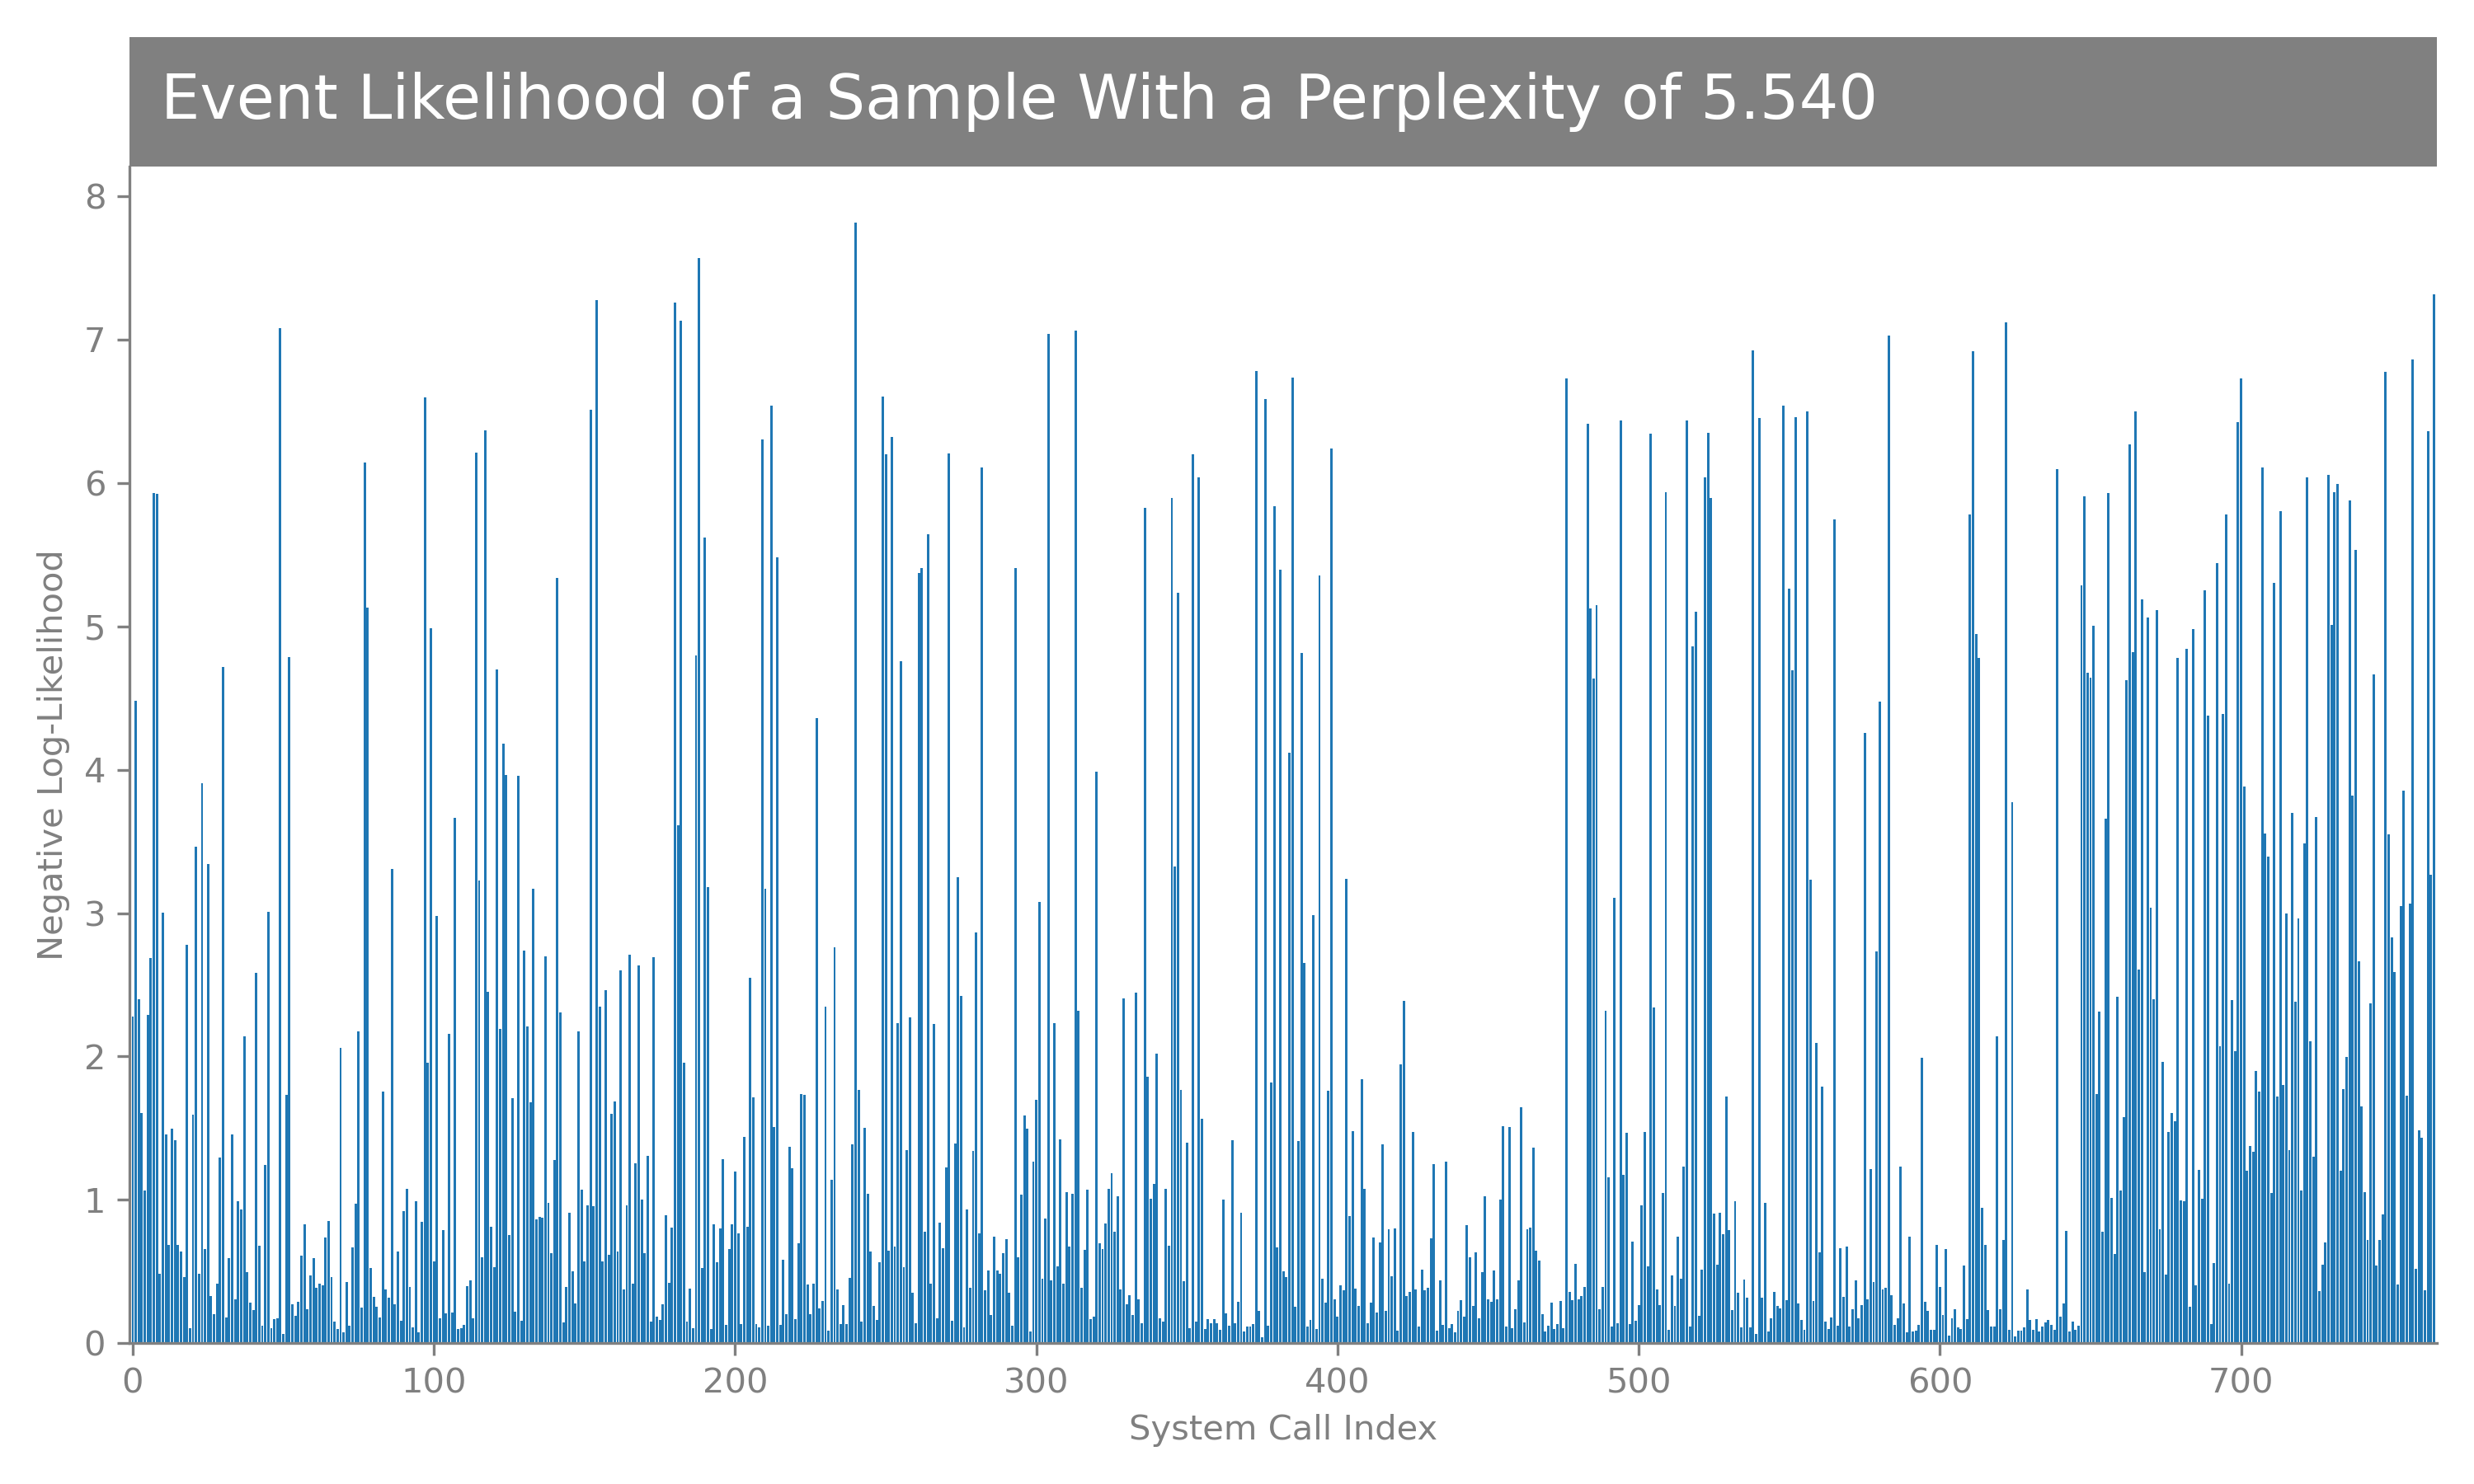 Event Likelihood of a Sample With a Perplexity of 5.540
8
7
6
5
4
3
2
1
0
Negative Log-Likelihood
0 100 200 300 400 500 600 700
System Call Index